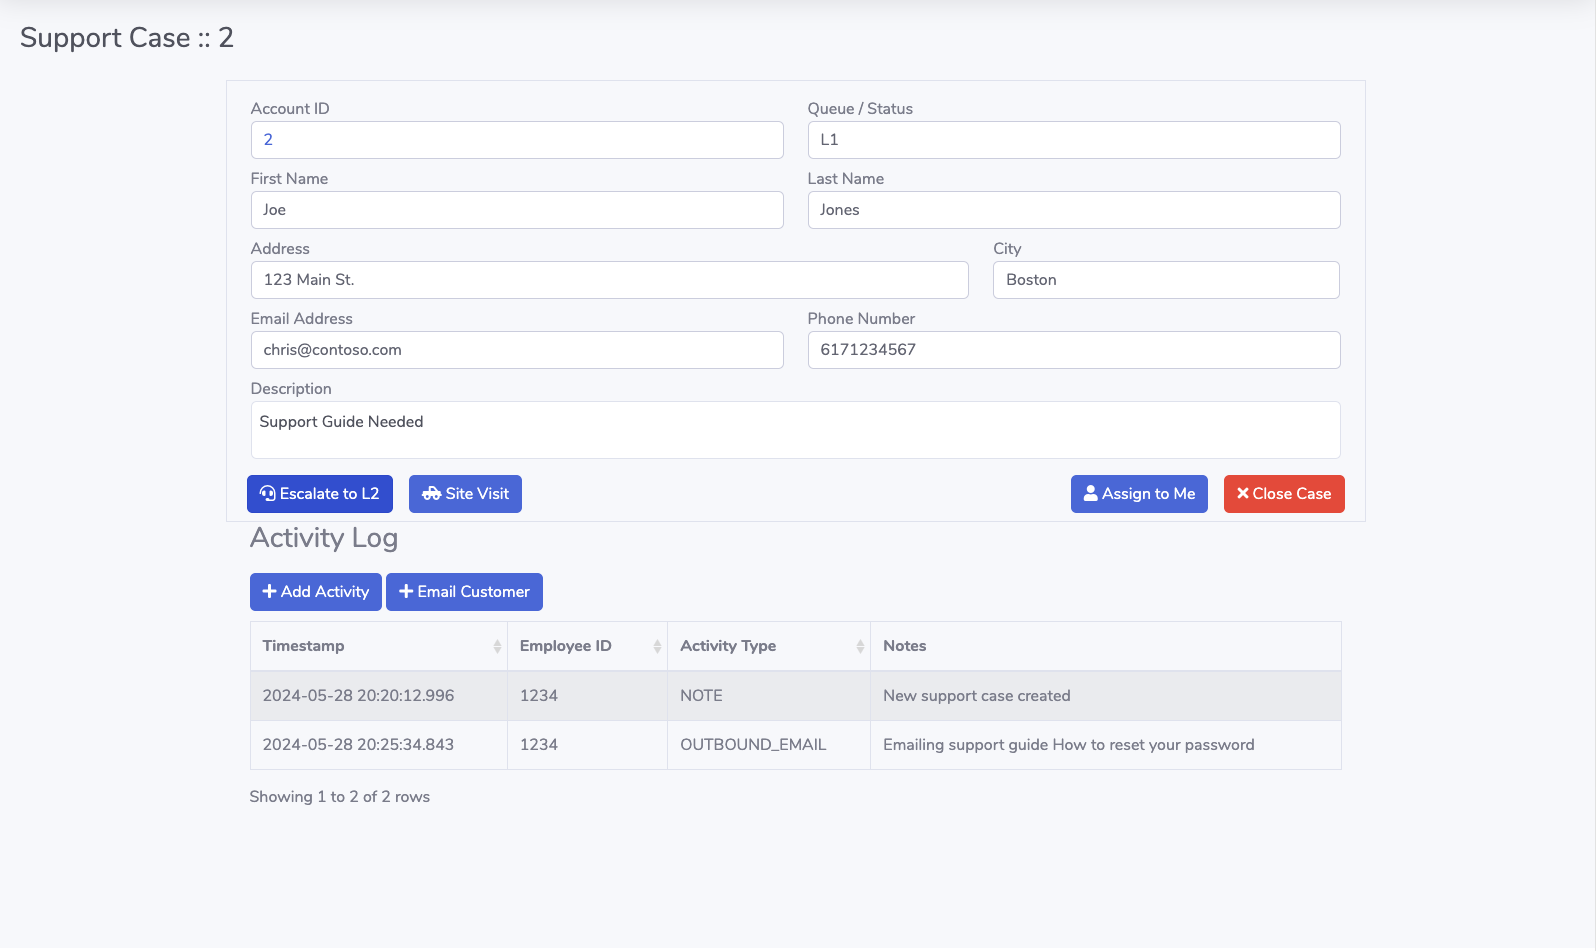 Support Case :: 2
Account ID
Queue / Status
2
L1
First Name
Last Name
Joe
Jones
Address
City
123 Main St.
Boston
Email Address
Phone Number
chris@contoso.com
6171234567
Description
Support Guide Needed
Escalate to L2
Site Visit
Assign to Me
Close Case
Activity Log
Add Activity
Email Customer
Timestamp Employee ID Activity Type Notes
2024-05-28 20:20:12.996 1234 NOTE New support case created
2024-05-28 20:25:34.843 1234 OUTBOUND_EMAIL Emailing support guide How to reset your password
Showing 1 to 2 of 2 rows